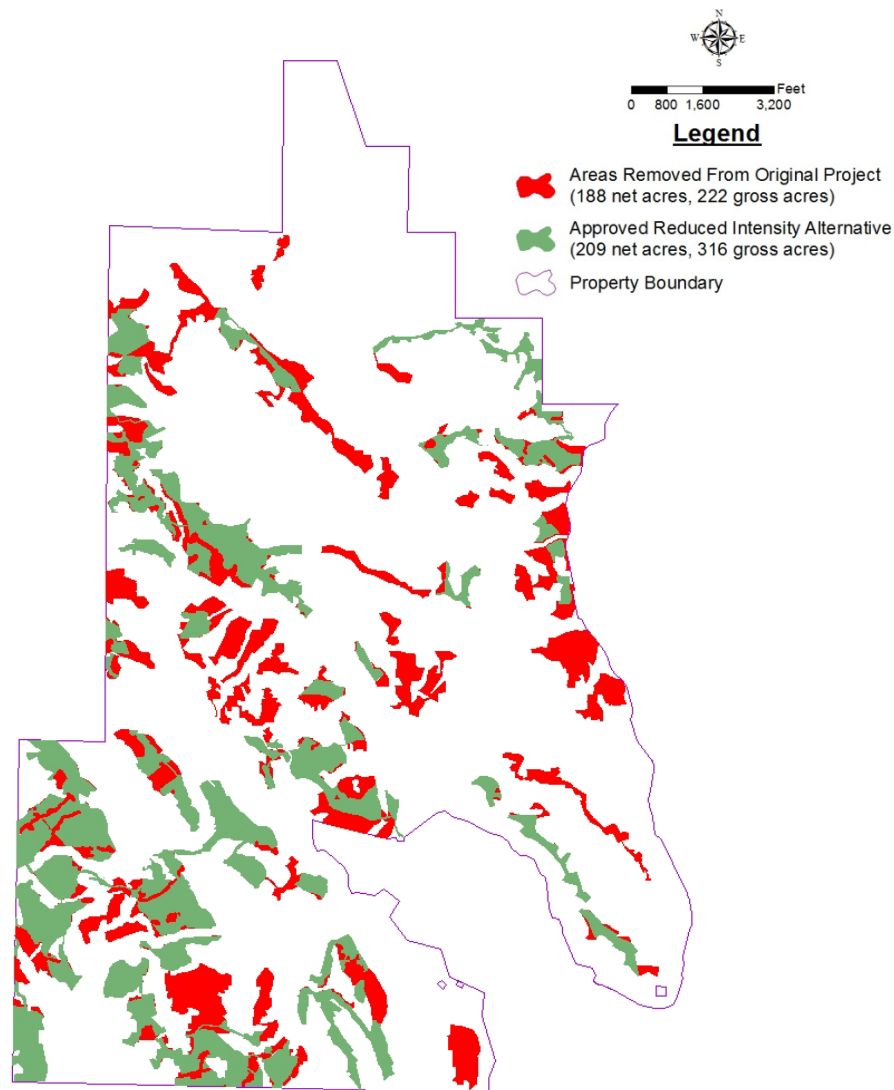 N
W E
S
Feet
0 800 1,600 3,200
Legend
Areas Removed From Original Project
(188 net acres, 222 gross acres)
Approved Reduced Intensity Alternative
(209 net acres, 316 gross acres)
Property Boundary